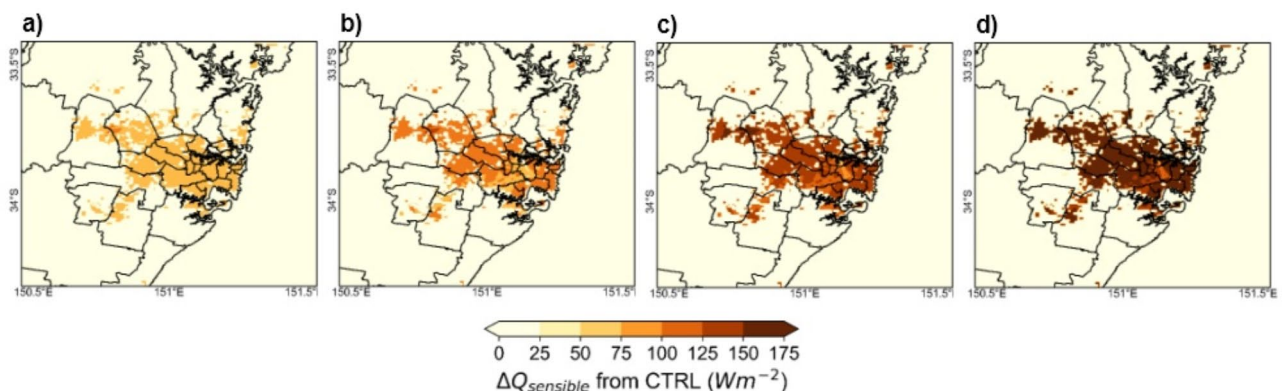 a) b) c) d)
33.5°S 33.5°S 33.5°S 33.5°S
34°S 34°S 34°S 34°S
150.5°E 151°E 151.5° 150.5°E 151°E 151.5° 150.5°E 151°E 151.5° 150.5°E 151°E 151.5°
0 25 50 75 100 125 150 175
ΔQsensible from CTRL (Wm−2)